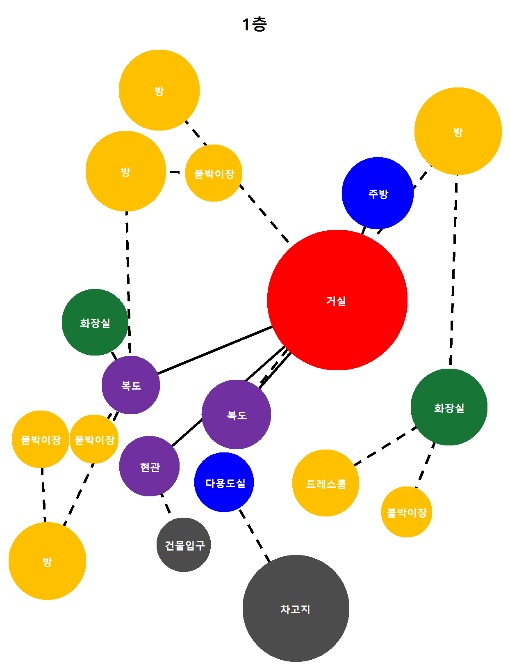 1층
방
방
방
붙박이장
주방
거실
화장실
복도
복도
화장실
붙박이장
붙박이장
현관
다용도실
드레스룸
붙박이장
건물입구
방
차고지